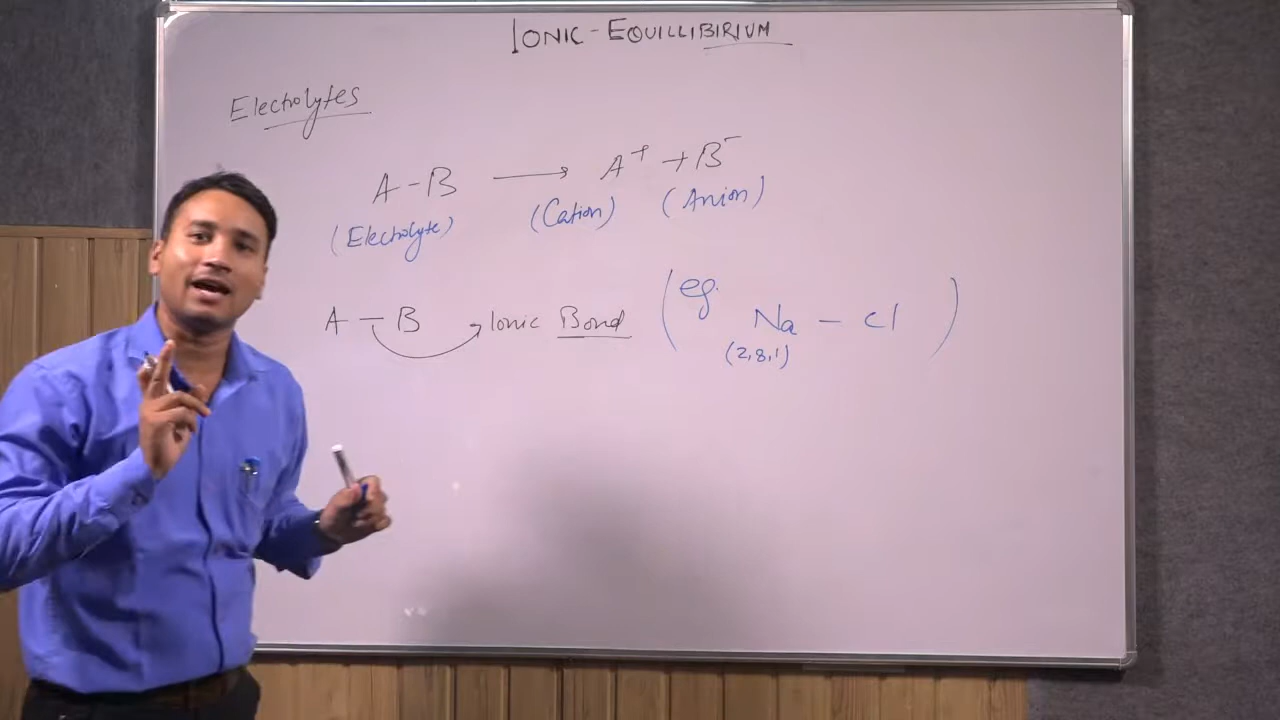 IONIC-EQUILLIBIRIUM
Electrolytes
A-B → A⁺ + B⁻
(Electrolyte) (Cation) (Anion)
A - B → Ionic Bond ( eg. Na - Cl )
(2,8,1)